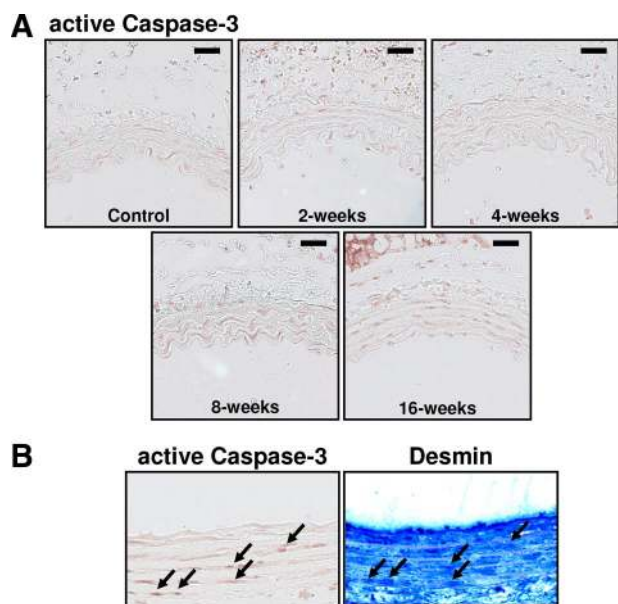 A
active Caspase-3
Control
2-weeks
4-weeks
8-weeks
16-weeks
B
active Caspase-3
Desmin